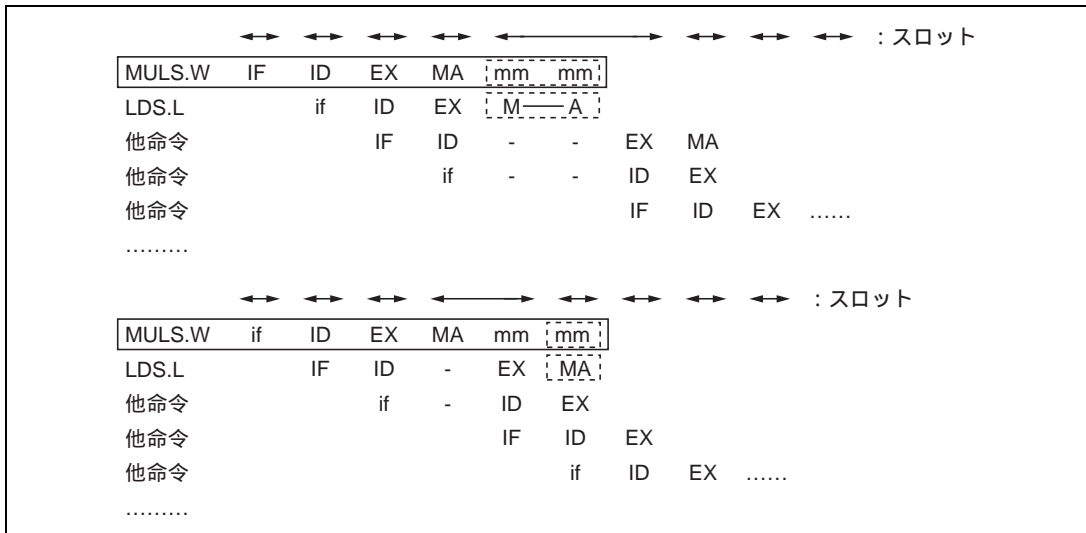 ：スロット
MULS.W IF ID EX MA mm mm
LDS.L if ID EX M A
他命令 IF ID - - EX MA
他命令 if - - ID EX
他命令 IF ID EX ……
………
：スロット
MULS.W if ID EX MA mm mm
LDS.L IF ID - EX MA
他命令 if - ID EX
他命令 IF ID EX
他命令 if ID EX ……
………